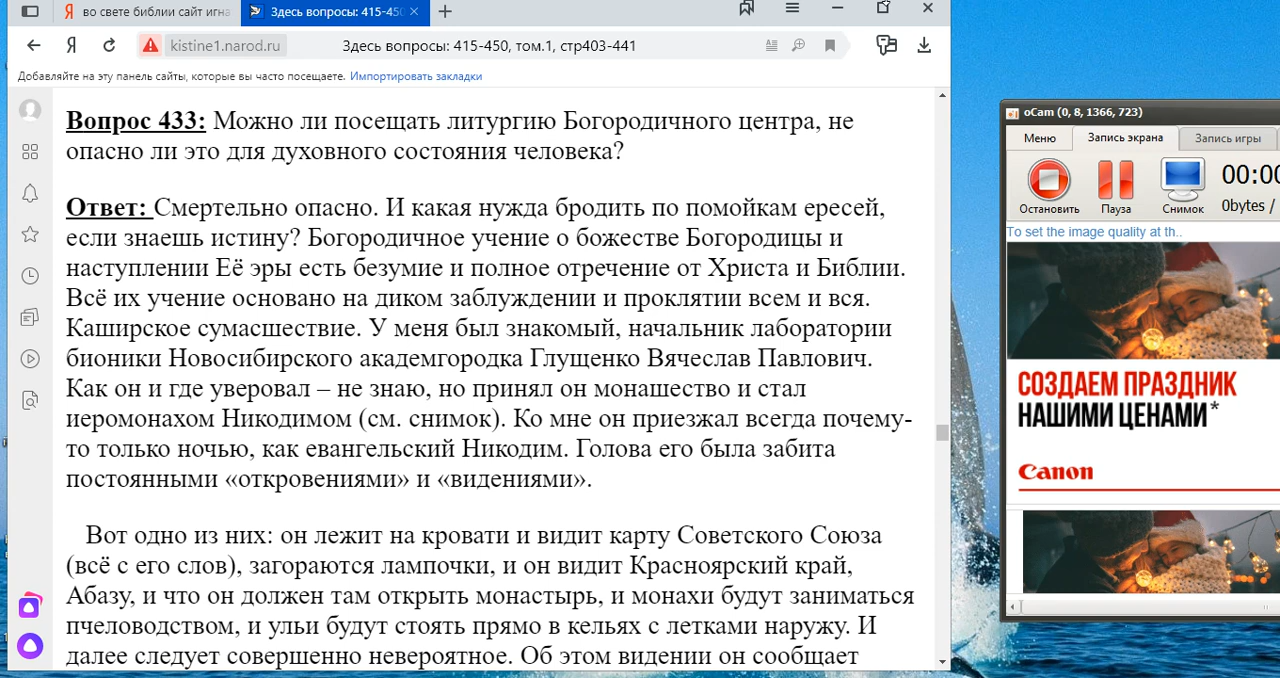 во свете библии сайт игна
Здесь вопросы: 415-450
kistine1.narod.ru
Здесь вопросы: 415-450, том.1, стр403-441
Добавляйте на эту панель сайты, которые вы часто посещаете. Импортировать закладки
Вопрос 433: Можно ли посещать литургию Богородичного центра, не
опасно ли это для духовного состояния человека?
Ответ: Смертельно опасно. И какая нужда бродить по помойкам ересей,
если знаешь истину? Богородичное учение о божестве Богородицы и
наступлении Её эры есть безумие и полное отречение от Христа и Библии.
Всё их учение основано на диком заблуждении и проклятии всем и вся.
Каширское сумасшествие. У меня был знакомый, начальник лаборатории
бионики Новосибирского академгородка Глущенко Вячеслав Павлович.
Как он и где уверовал – не знаю, но принял он монашество и стал
иеромонахом Никодимом (см. снимок). Ко мне он приезжал всегда почему-
то только ночью, как евангельский Никодим. Голова его была забита
постоянными «откровениями» и «видениями».
Вот одно из них: он лежит на кровати и видит карту Советского Союза
(всё с его слов), загораются лампочки, и он видит Красноярский край,
Абазу, и что он должен там открыть монастырь, и монахи будут заниматься
пчеловодством, и ульи будут стоять прямо в кельях с летками наружу. И
далее следует совершенно невероятное. Об этом видении он сообщает
oCam (0, 8, 1366, 723)
Меню Запись экрана Запись игры
00:00
Остановить Пауза Снимок 0bytes /
To set the image quality at th..
СОЗДАЕМ ПРАЗДНИК
НАШИМИ ЦЕНАМИ*
Canon